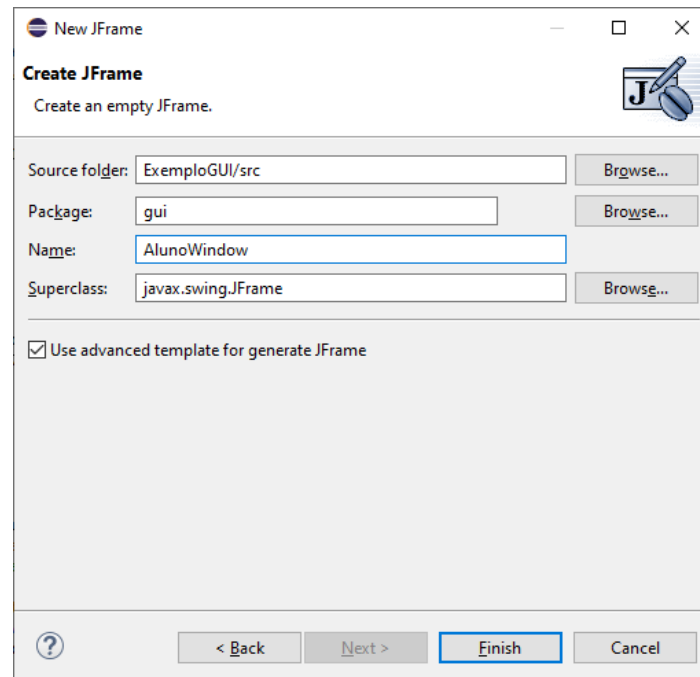 New JFrame
Create JFrame
Create an empty JFrame.
J
Source folder: ExemploGUI/src Browse...
Package: gui Browse...
Name: AlunoWindow
Superclass: javax.swing.JFrame Browse...
Use advanced template for generate JFrame
? < Back Next > Finish Cancel